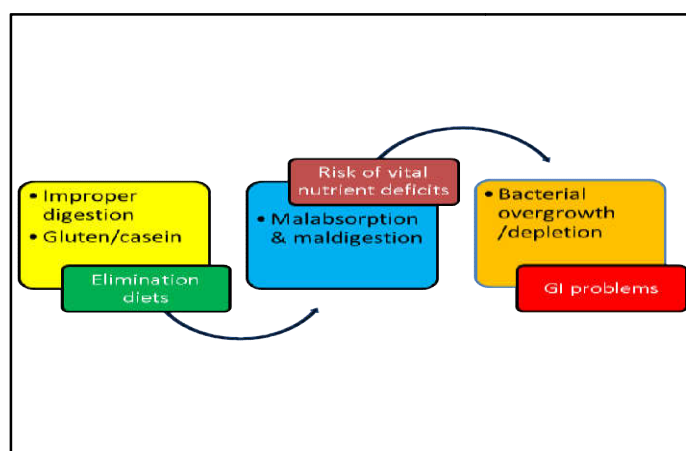 • Improper
digestion
• Gluten/casein
Elimination
diets
Risk of vital
nutrient deficits
• Malabsorption
& maldigestion
• Bacterial
overgrowth
/depletion
GI problems